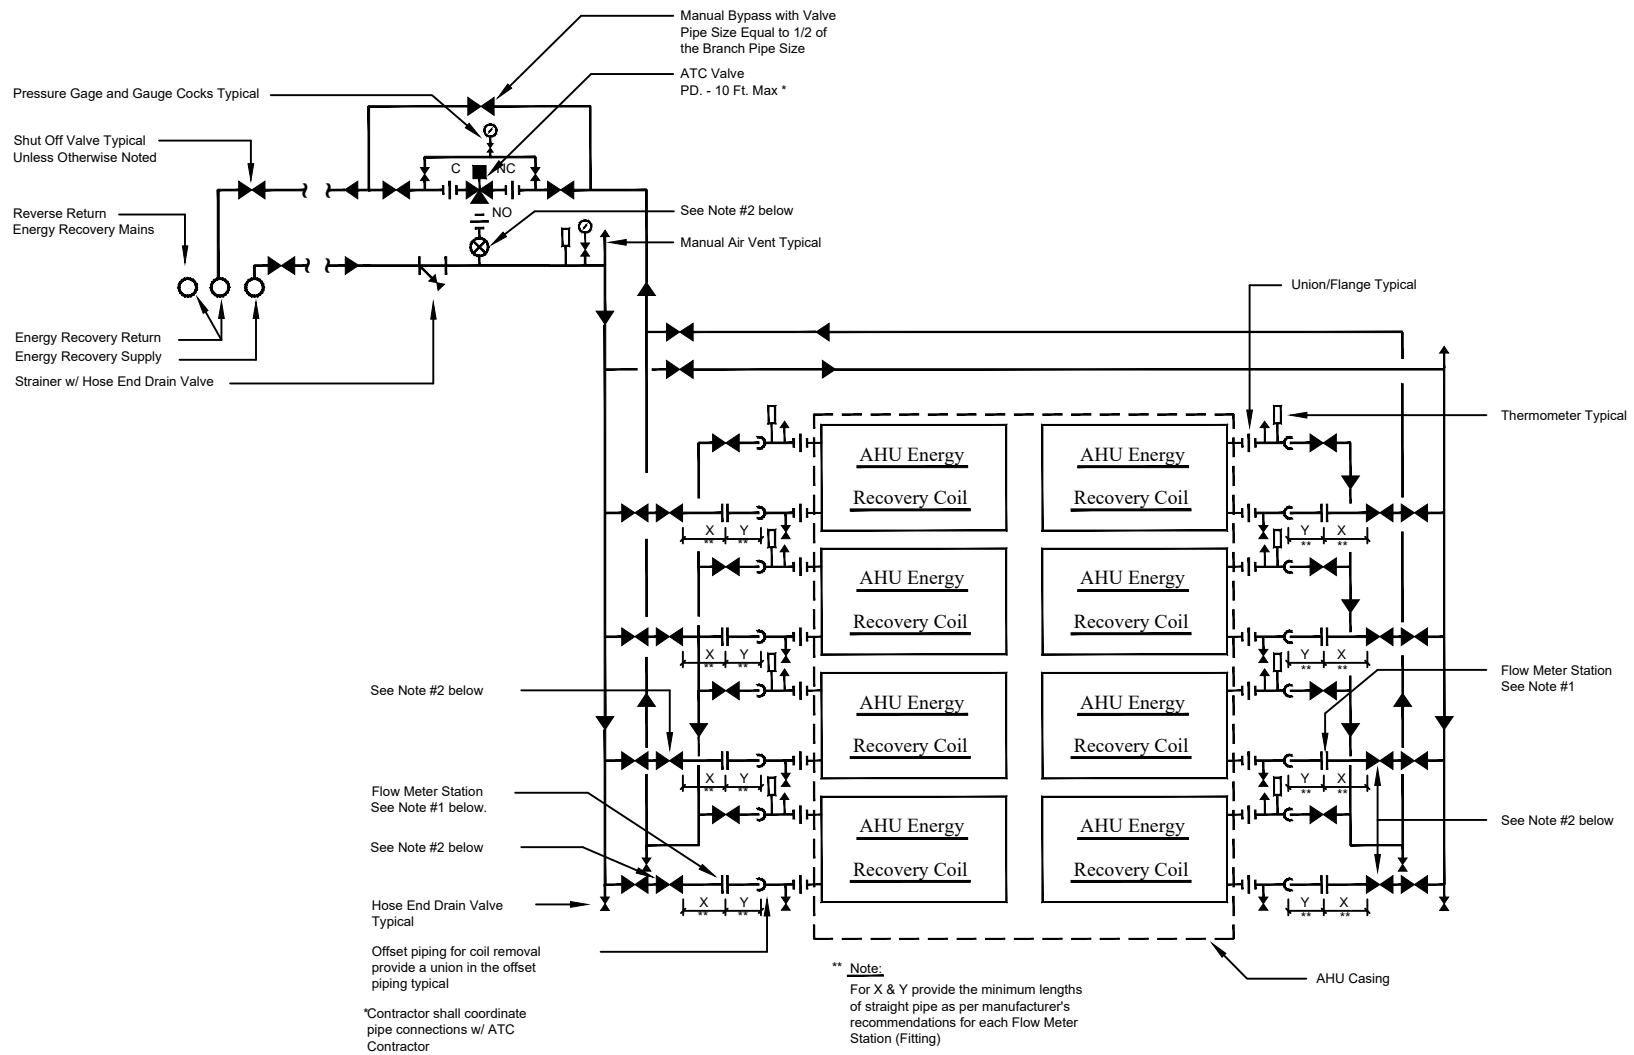 Manual Bypass with Valve
Pipe Size Equal to 1/2 of
the Branch Pipe Size
ATC Valve
PD. - 10 Ft. Max *
Pressure Gage and Gauge Cocks Typical
Shut Off Valve Typical
Unless Otherwise Noted
C
NC
NO
Reverse Return
Energy Recovery Mains
See Note #2 below
Manual Air Vent Typical
Energy Recovery Return
Energy Recovery Supply
Strainer w/ Hose End Drain Valve
Union/Flange Typical
Thermometer Typical
AHU Energy
Recovery Coil
AHU Energy
Recovery Coil
X
**
Y
**
Y
**
X
**
AHU Energy
Recovery Coil
AHU Energy
Recovery Coil
X
**
Y
**
Y
**
X
**
See Note #2 below
Flow Meter Station
See Note #1
AHU Energy
Recovery Coil
AHU Energy
Recovery Coil
X
**
Y
**
Y
**
X
**
Flow Meter Station
See Note #1 below.
See Note #2 below
See Note #2 below
AHU Energy
Recovery Coil
AHU Energy
Recovery Coil
X
**
Y
**
Y
**
X
**
Hose End Drain Valve
Typical
Offset piping for coil removal
provide a union in the offset
piping typical
*Contractor shall coordinate
pipe connections w/ ATC
Contractor
** Note:
For X & Y provide the minimum lengths
of straight pipe as per manufacturer's
recommendations for each Flow Meter
Station (Fitting)
AHU Casing